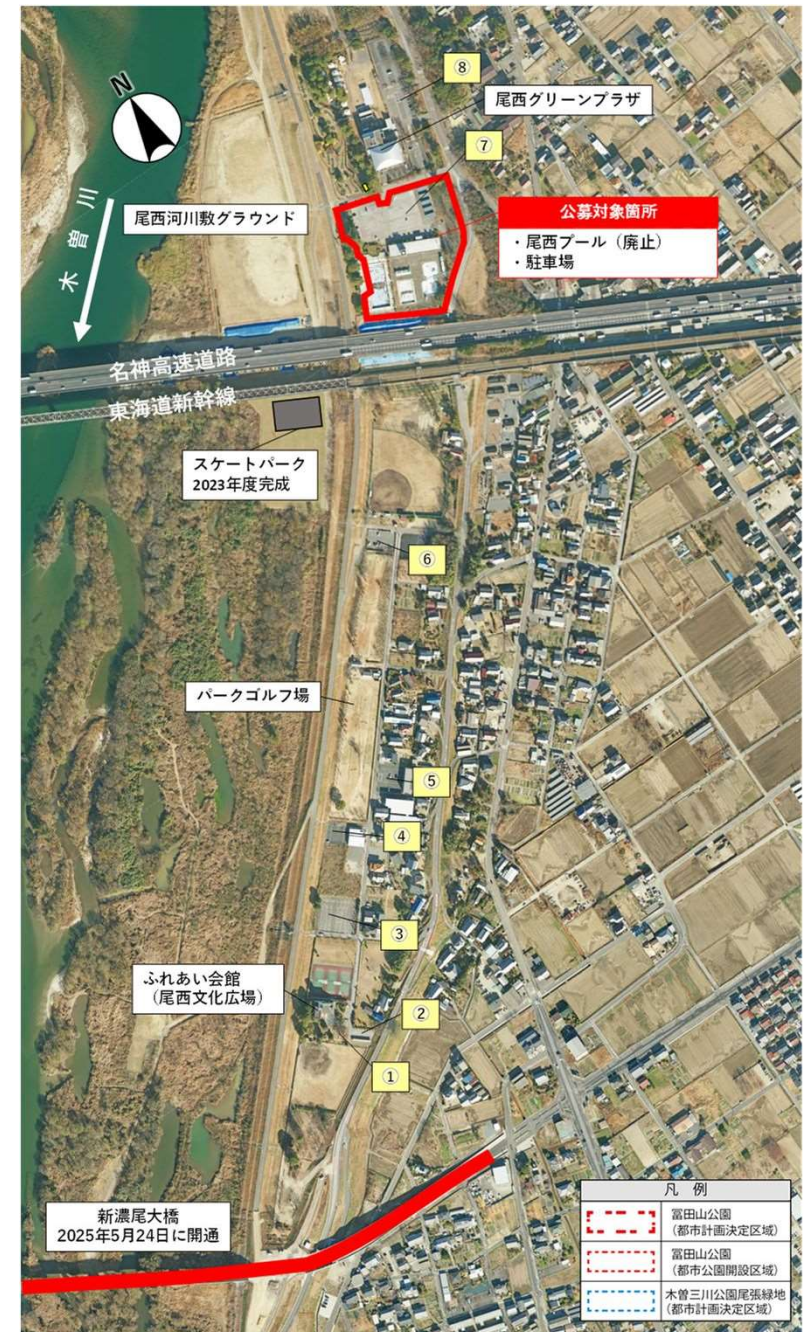 N
⑧
尾西グリーンプラザ
⑦
尾西河川敷グラウンド
公募対象箇所
・尾西プール（廃止）
・駐車場
木曽川
名神高速道路
東海道新幹線
スケートパーク
2023年度完成
⑥
パークゴルフ場
⑤
④
③
ふれあい会館
（尾西文化広場）
②
①
新濃尾大橋
2025年5月24日に開通
凡 例
冨田山公園
（都市計画決定区域）
冨田山公園
（都市公園開設区域）
木曽三川公園尾張緑地
（都市計画決定区域）